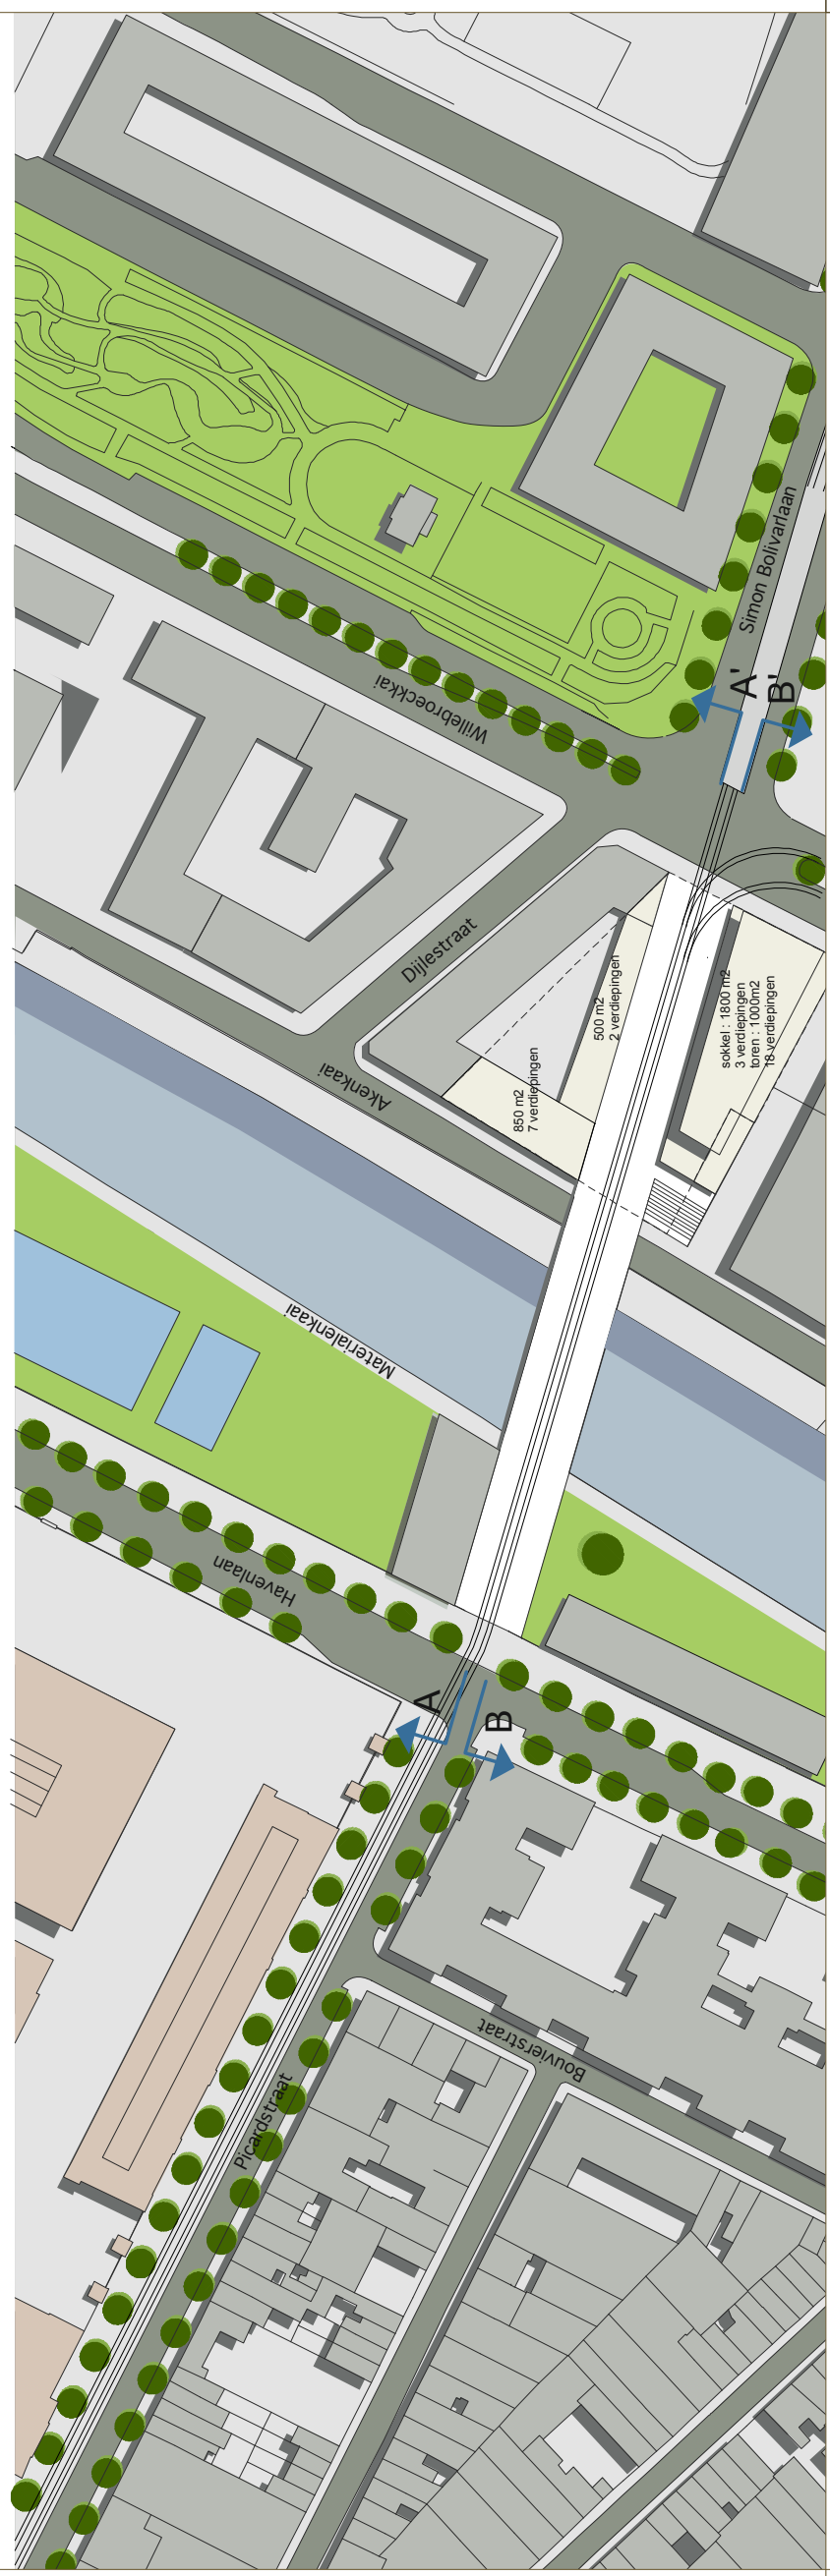 Simon Bolivarlaan
Willebroeckkai
A'
B'
Dijlestraat
500 m2
2 verdiepingen
sokkel : 1800 m2
3 verdiepingen
toren : 1000m2
18 verdiepingen
850 m2
7 verdiepingen
Akenkaai
Materialenkaai
Havenlaan
A
B
Bouvierstraat
Picardstraat